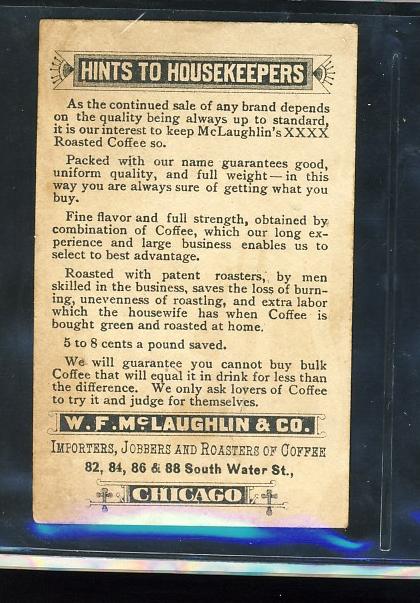 HINTS TO HOUSEKEEPERS
As the continued sale of any brand depends
on the quality being always up to standard,
it is our interest to keep McLaughlin's XXXX
Roasted Coffee so.
Packed with our name guarantees good,
uniform quality, and full weight—in this
way you are always sure of getting what you
buy.
Fine flavor and full strength, obtained by
combination of Coffee, which our long ex-
perience and large business enables us to
select to best advantage.
Roasted with patent roasters, by men
skilled in the business, saves the loss of burn-
ing, unevenness of roasting, and extra labor
which the housewife has when Coffee is
bought green and roasted at home.
5 to 8 cents a pound saved.
We will guarantee you cannot buy bulk
Coffee that will equal it in drink for less than
the difference. We only ask lovers of Coffee
to try it and judge for themselves.
W. F. McLAUGHLIN & CO.
IMPORTERS, JOBBERS AND ROASTERS OF COFFEE
82, 84, 86 & 88 South Water St.,
CHICAGO